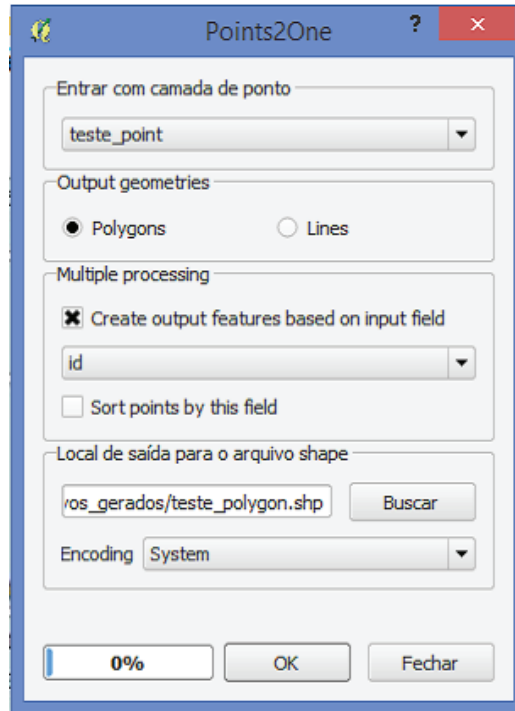 Points2One
?
×
Entrar com camada de ponto
teste_point
Output geometries
Polygons Lines
Multiple processing
Create output features based on input field
id
Sort points by this field
Local de saída para o arquivo shape
/os_gerados/teste_polygon.shp Buscar
Encoding System
0% OK Fechar